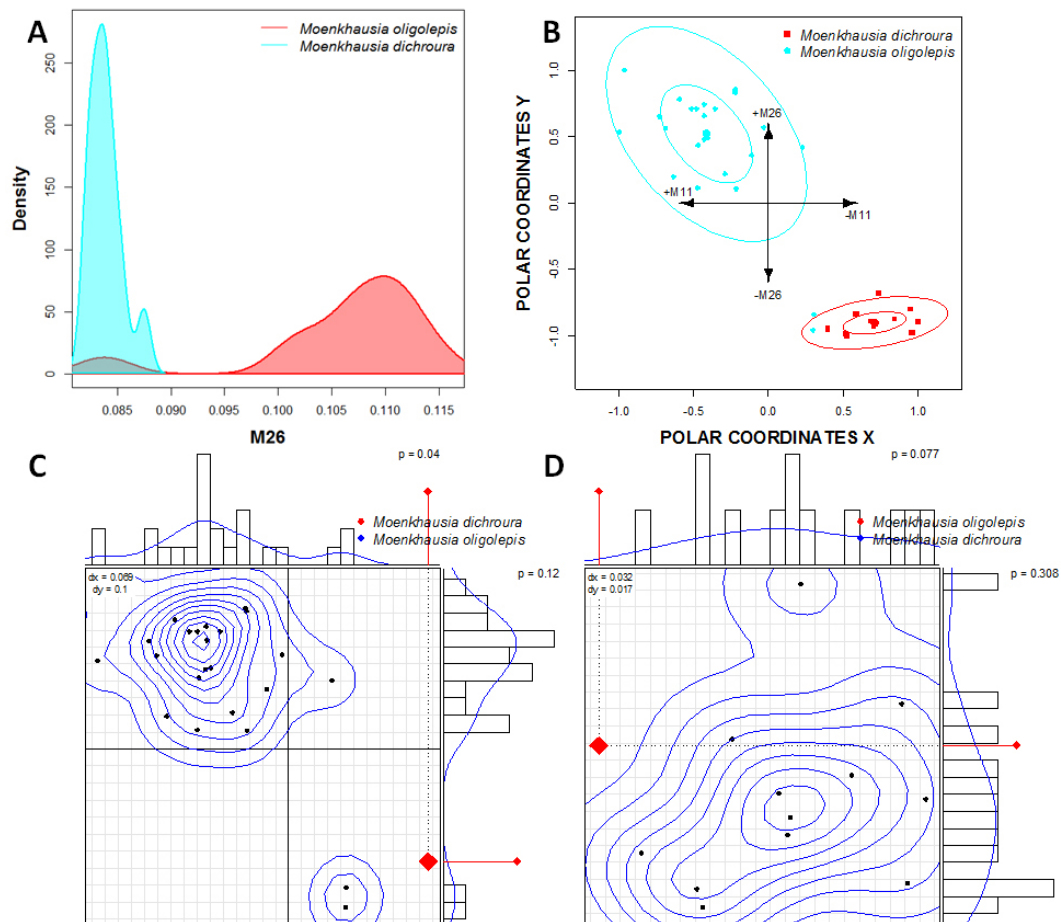 A
Moenkhausia oligolepis
Moenkhausia dichroura
Density
0
50
100
150
200
250
0.085
0.090
0.095
0.100
0.105
0.110
0.115
M26
B
Moenkhausia dichroura
Moenkhausia oligolepis
POLAR COORDINATES Y
1.0
0.5
0.0
-0.5
-1.0
+M26
+M11
-M11
-M26
-1.0
-0.5
0.0
0.5
1.0
POLAR COORDINATES X
C
p = 0.04
Moenkhausia dichroura
Moenkhausia oligolepis
p = 0.12
dx = 0.069
dy = 0.1
D
p = 0.077
Moenkhausia oligolepis
Moenkhausia dichroura
p = 0.308
dx = 0.032
dy = 0.017